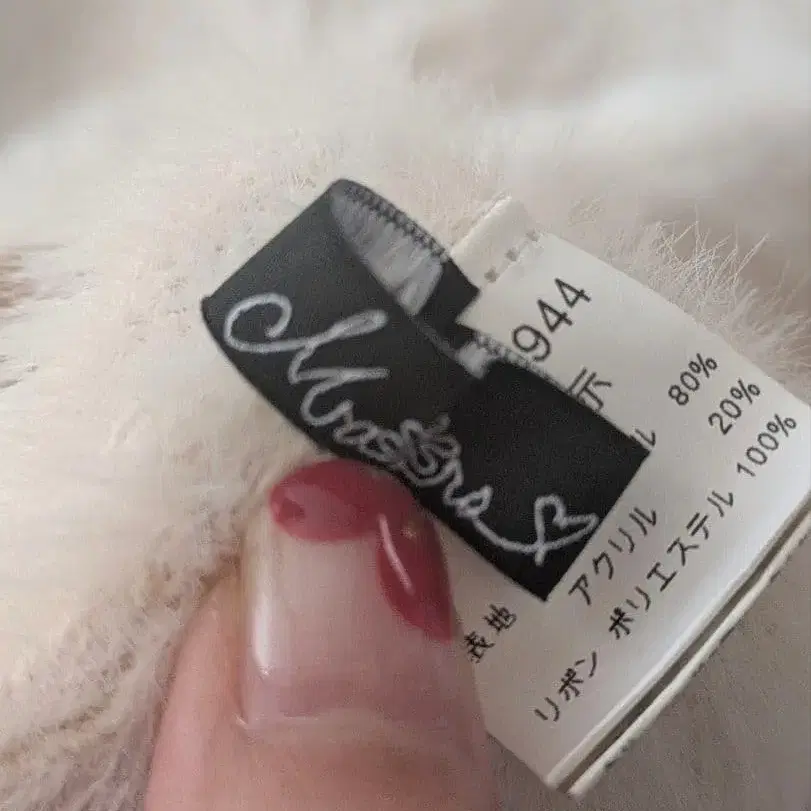 944
示
表地 ル 80%
アクリル 20%
リボン ポリエステル 100%